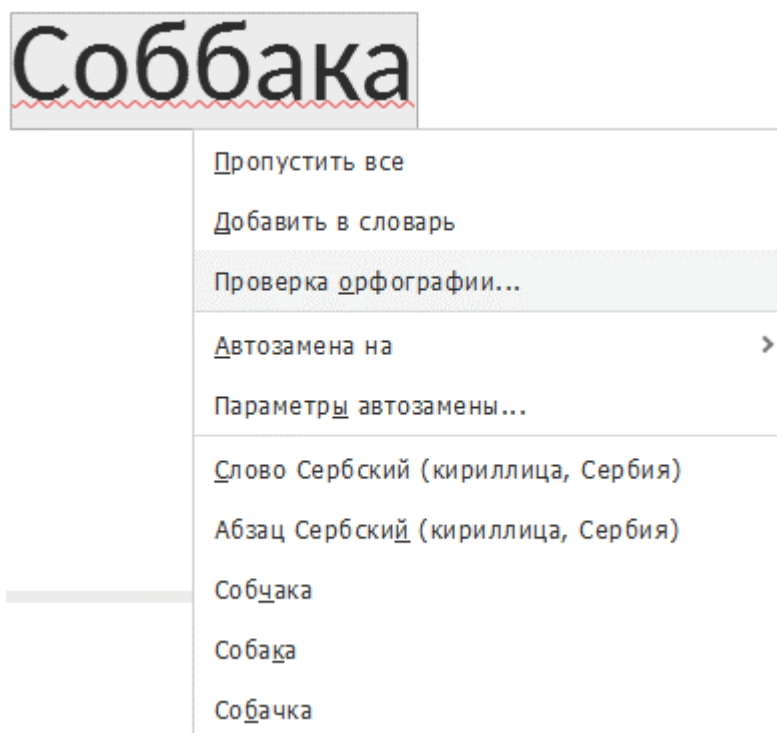 Соббака
Пропустить все
Добавить в словарь
Проверка орфографии...
Автозамена на
Параметры автозамены...
Слово Сербский (кириллица, Сербия)
Абзац Сербский (кириллица, Сербия)
Собчака
Собака
Собачка